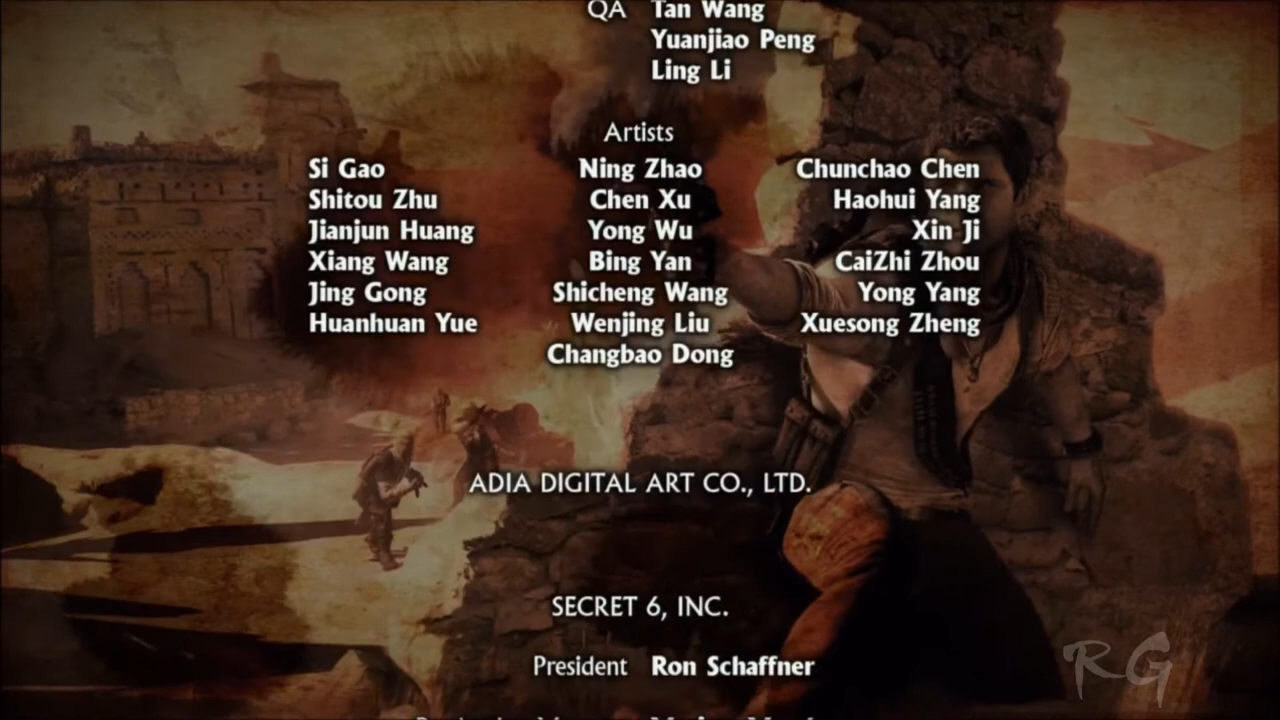 QA Tan Wang
Yuanjiao Peng
Ling Li
Artists
Si Gao Ning Zhao Chunchao Chen
Shitou Zhu Chen Xu Haohui Yang
Jianjun Huang Yong Wu Xin Ji
Xiang Wang Bing Yan CaiZhi Zhou
Jing Gong Shicheng Wang Yong Yang
Huanhuan Yue Wenjing Liu Xuesong Zheng
Changbao Dong
ADIA DIGITAL ART CO., LTD.
SECRET 6, INC.
President Ron Schaffner
RG